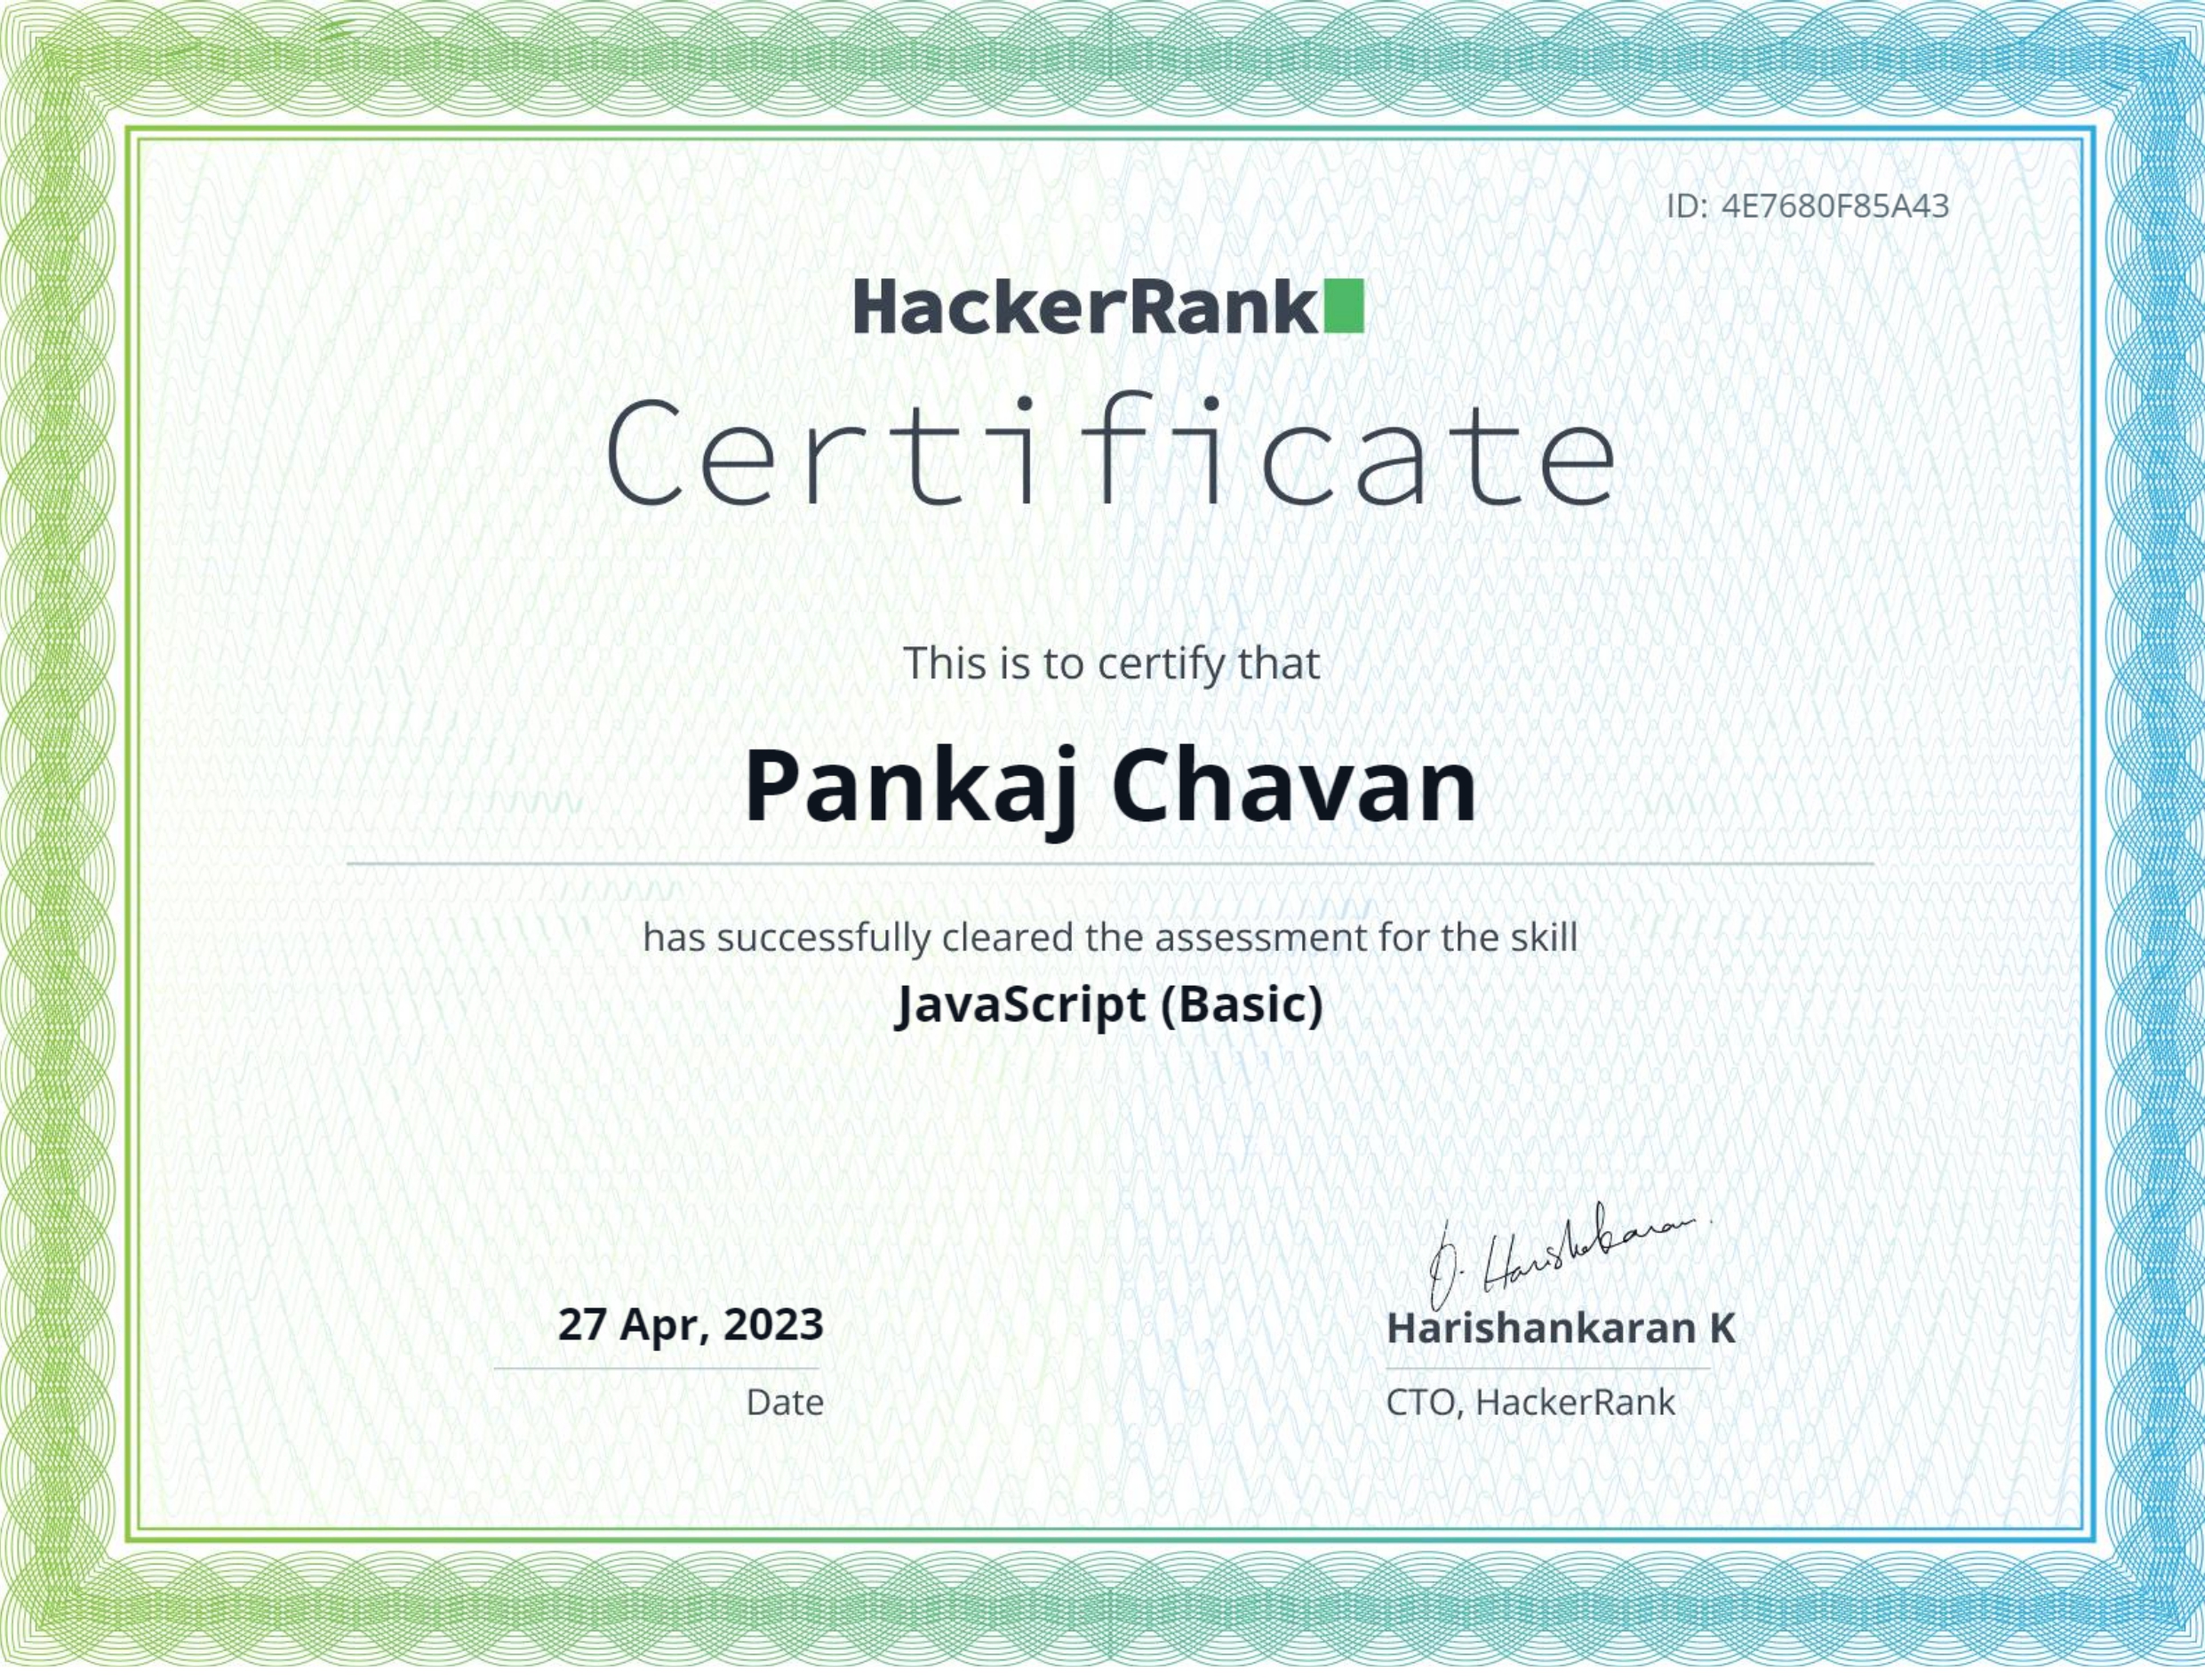 ID: 4E7680F85A43
HackerRank
Certificate
This is to certify that
Pankaj Chavan
has successfully cleared the assessment for the skill
JavaScript (Basic)
D. Harishankaran
27 Apr, 2023
Harishankaran K
Date
CTO, HackerRank